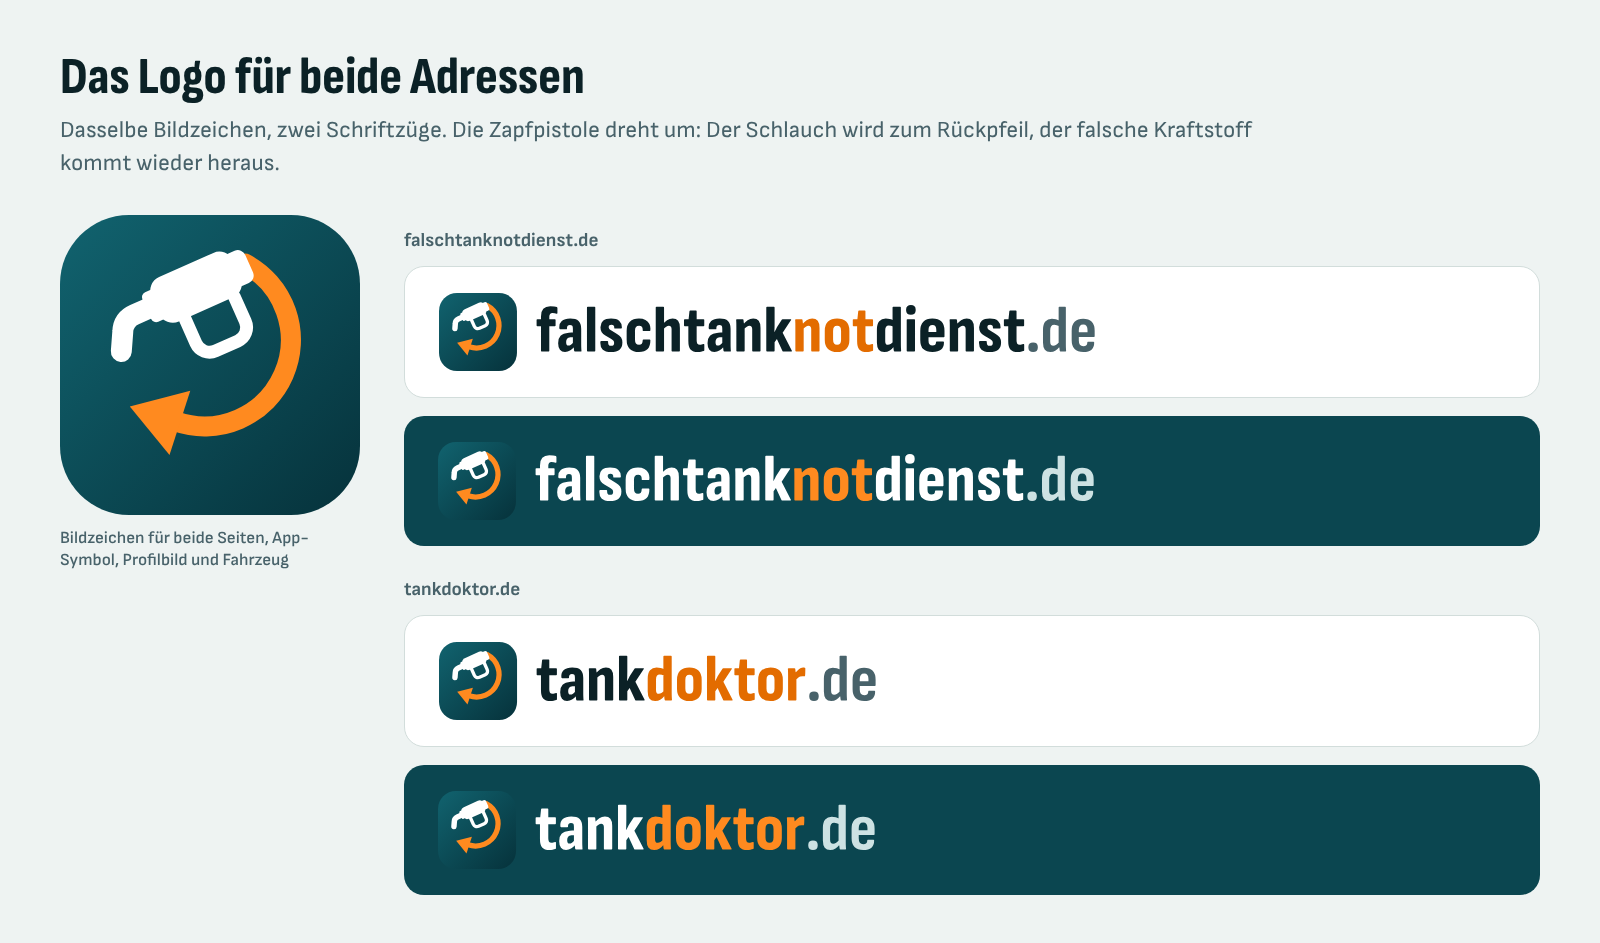 Das Logo für beide Adressen
Dasselbe Bildzeichen, zwei Schriftzüge. Die Zapfpistole dreht um: Der Schlauch wird zum Rückpfeil, der falsche Kraftstoff
kommt wieder heraus.
falschtanknotdienst.de
falschtanknotdienst.de
falschtanknotdienst.de
Bildzeichen für beide Seiten, App-
Symbol, Profilbild und Fahrzeug
tankdoktor.de
tankdoktor.de
tankdoktor.de